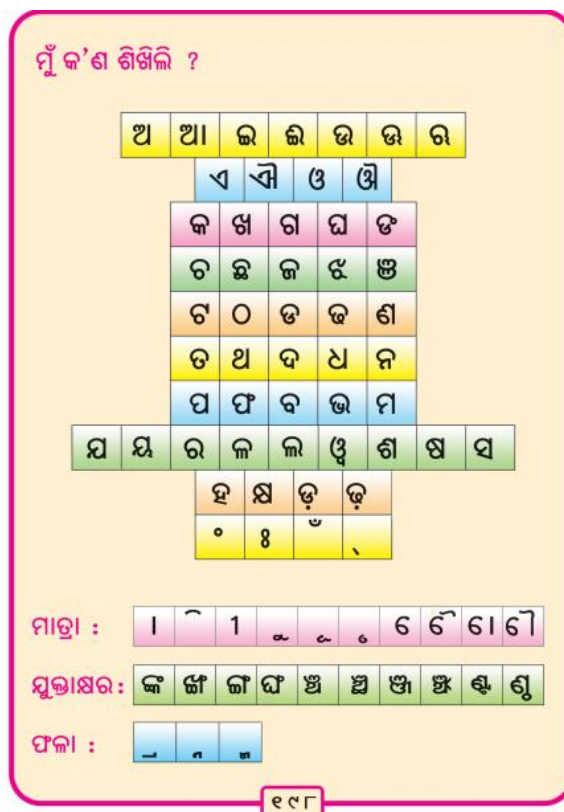 ମୁଁ କ'ଣ ଶିଖିଲି ?
ଅ ଆ ଇ ଈ ଉ ଊ ଋ
ଏ ଐ ଓ ଔ
କ ଖ ଗ ଘ ଙ
ଚ ଛ ଜ ଝ ଞ
ଟ ଠ ଡ ଢ ଣ
ତ ଥ ଦ ଧ ନ
ପ ଫ ବ ଭ ମ
ଯ ୟ ର ଳ ଲ ୱ ଶ ଷ ସ
ହ କ୍ଷ ଡ଼ ଢ଼
ଂ ଃ ଁ ୍
ମାତ୍ରା : ା ି ୀ ୁ ୂ ୃ େ ୈ ୋ ୌ
ଯୁକ୍ତାକ୍ଷର : ଙ୍କ ଙ୍ଖ ଙ୍ଗ ଙ୍ଘ ଞ୍ଚ ଞ୍ଛ ଞ୍ଜ ଞ୍ଝ ଣ୍ଟ ଣ୍ଠ
ଫଳା :
୧୯୮